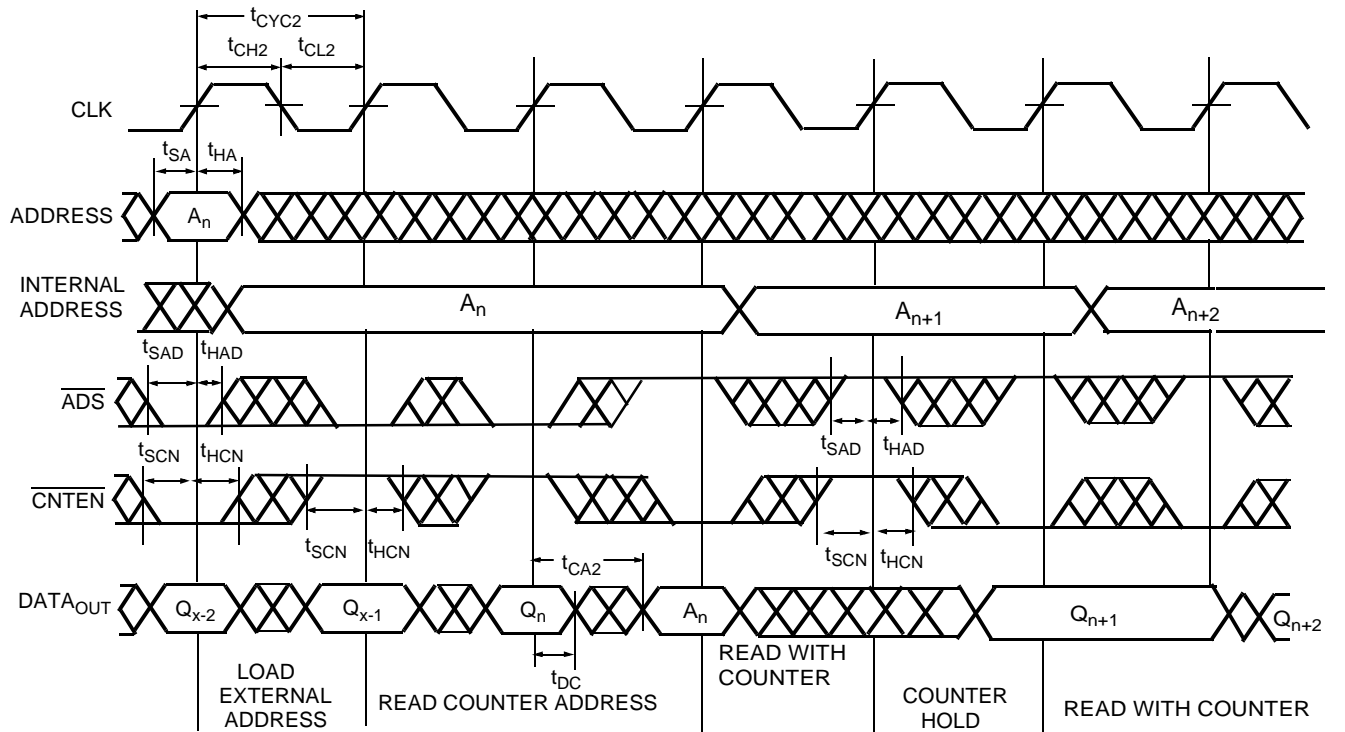 tCYC2
tCH2 tCL2
CLK
tSA tHA
ADDRESS An
INTERNAL
ADDRESS
An An+1 An+2
tSAD tHAD
ADS
tSAD tHAD
tSCN tHCN
CNTEN
tSCN tHCN tSCN tHCN
tCA2
DATAOUT Qx-2 Qx-1 Qn An Qn+1 Qn+2
tDC
LOAD
EXTERNAL
ADDRESS
READ COUNTER ADDRESS
READ WITH
COUNTER
COUNTER
HOLD
READ WITH COUNTER